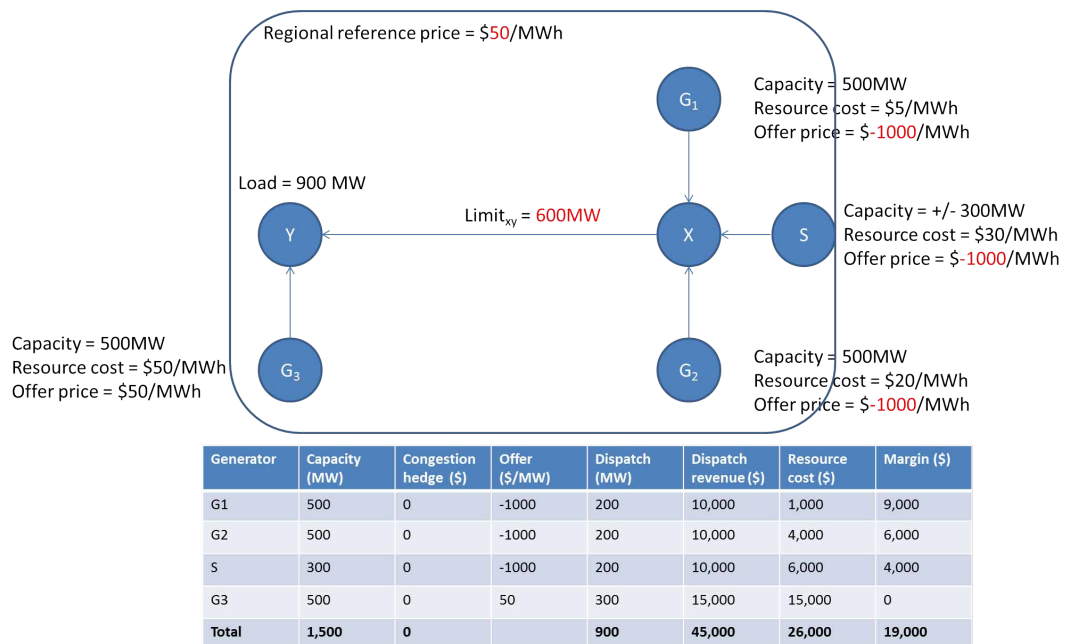 Regional reference price = $50/MWh
G1
Capacity = 500MW
Resource cost = $5/MWh
Offer price = $-1000/MWh
Load = 900 MW
Y
Limitxy = 600MW
X
S
Capacity = +/- 300MW
Resource cost = $30/MWh
Offer price = $-1000/MWh
Capacity = 500MW
Resource cost = $50/MWh
Offer price = $50/MWh
G3
G2
Capacity = 500MW
Resource cost = $20/MWh
Offer price = $-1000/MWh
Generator Capacity (MW) Congestion hedge ($) Offer ($/MW) Dispatch (MW) Dispatch revenue ($) Resource cost ($) Margin ($)
G1 500 0 -1000 200 10,000 1,000 9,000
G2 500 0 -1000 200 10,000 4,000 6,000
S 300 0 -1000 200 10,000 6,000 4,000
G3 500 0 50 300 15,000 15,000 0
Total 1,500 0 900 45,000 26,000 19,000